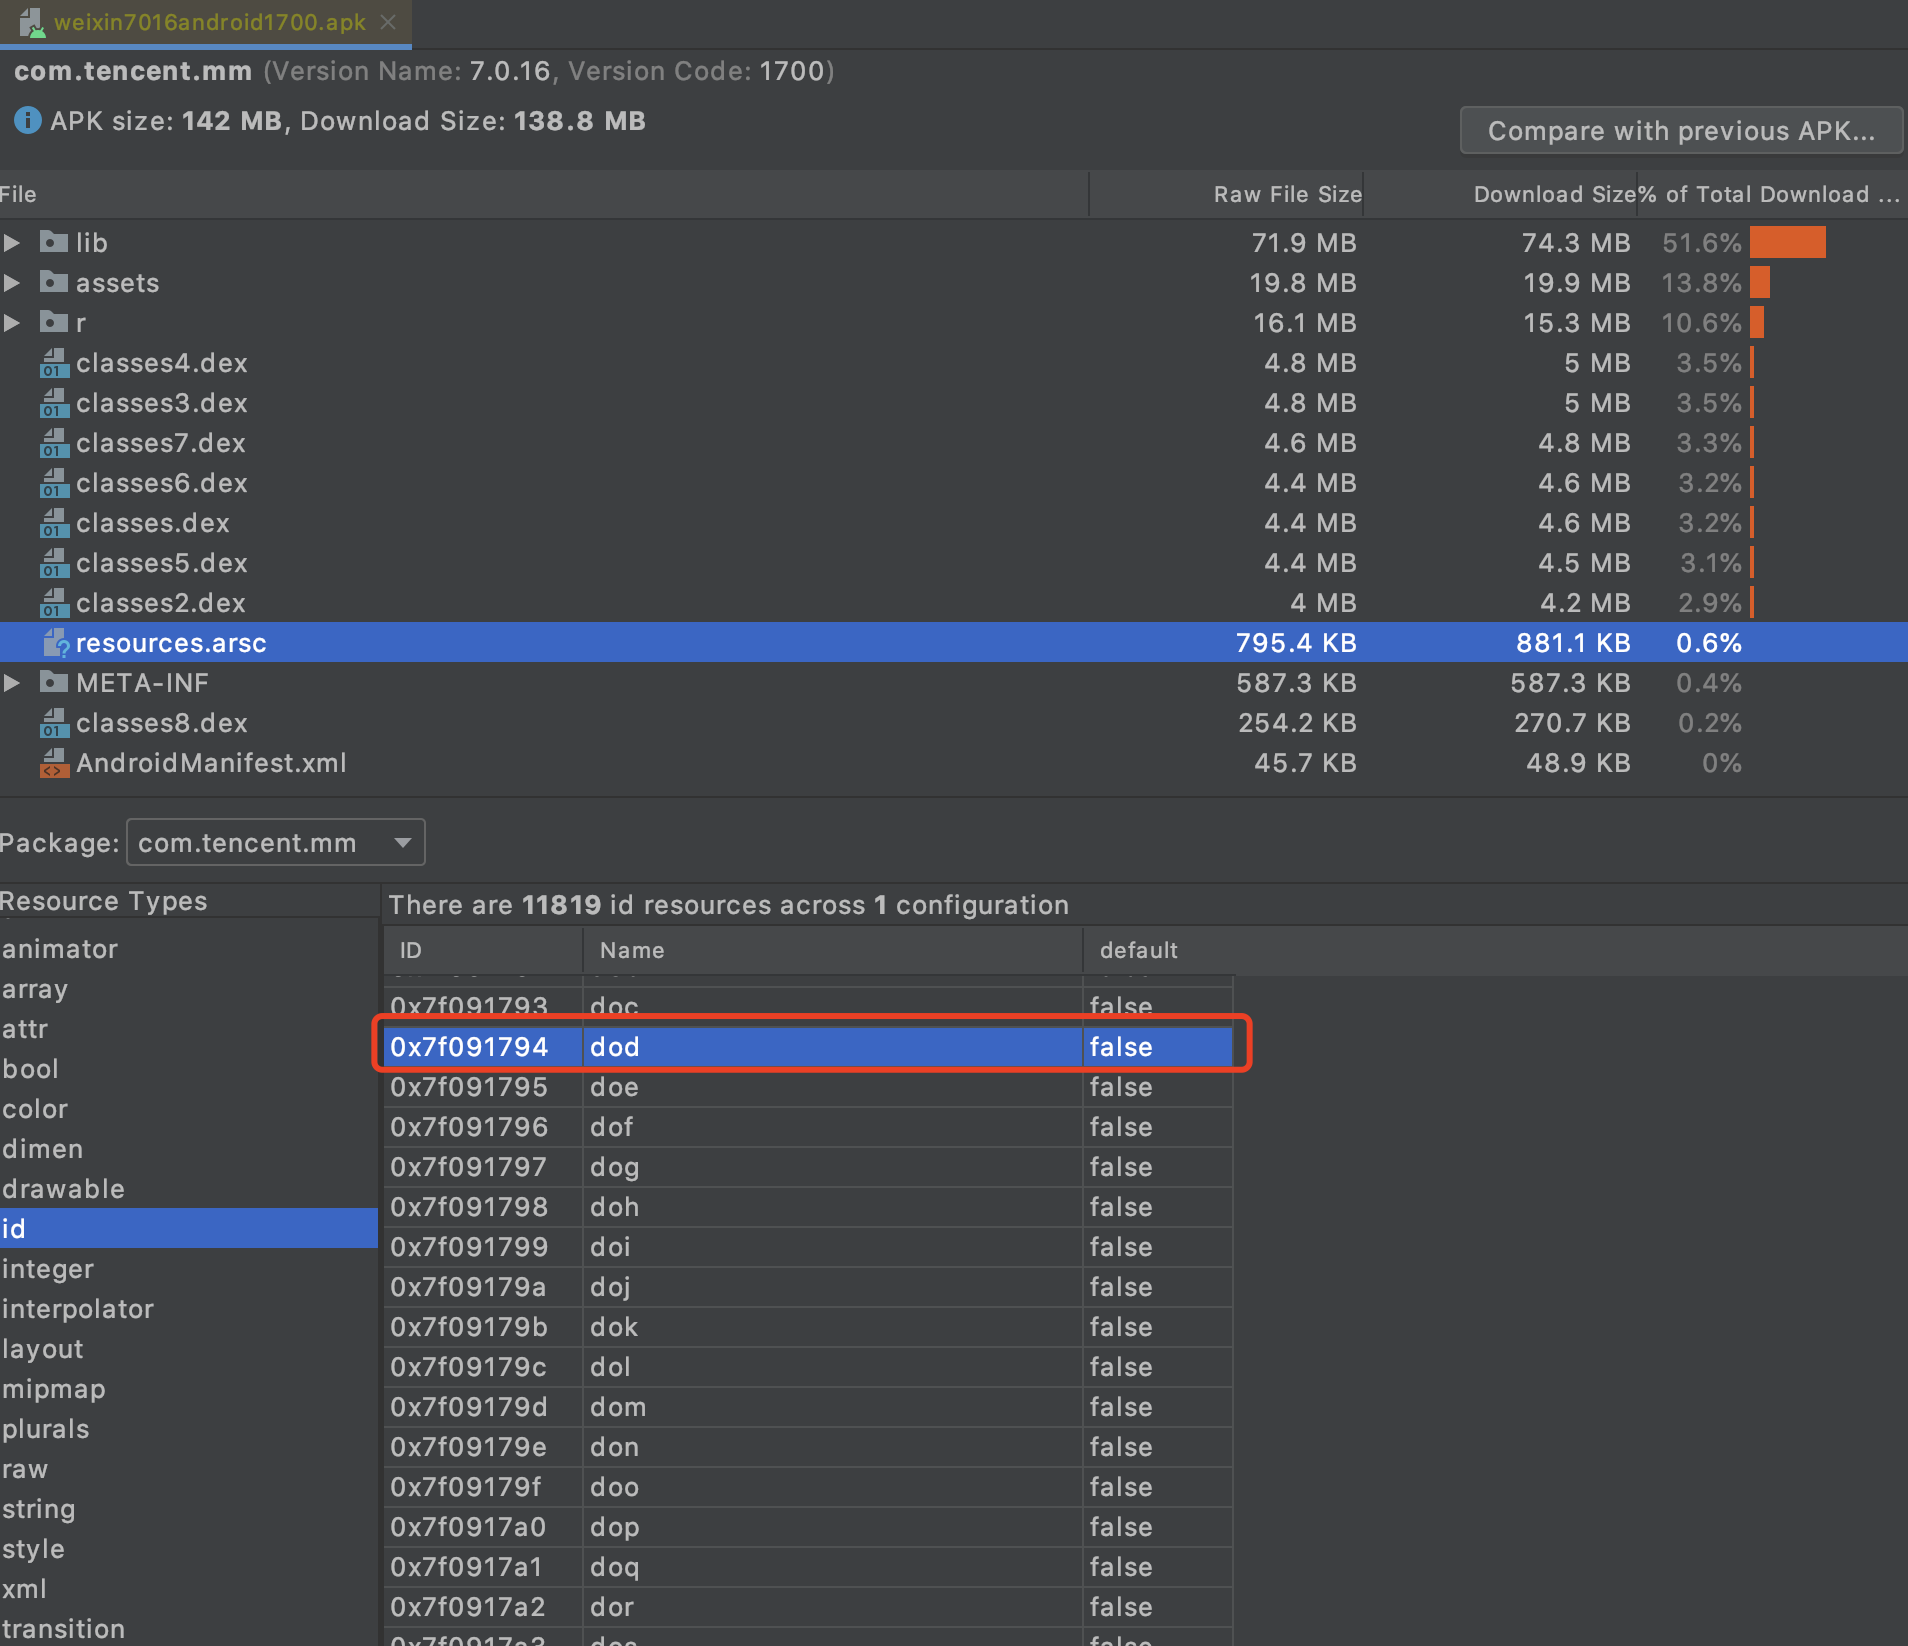 weixin7016android1700.apk
com.tencent.mm (Version Name: 7.0.16, Version Code: 1700)
APK size: 142 MB, Download Size: 138.8 MB
Compare with previous APK...
File Raw File Size Download Size % of Total Download ...
lib 71.9 MB 74.3 MB 51.6%
assets 19.8 MB 19.9 MB 13.8%
r 16.1 MB 15.3 MB 10.6%
classes4.dex 4.8 MB 5 MB 3.5%
classes3.dex 4.8 MB 5 MB 3.5%
classes7.dex 4.6 MB 4.8 MB 3.3%
classes6.dex 4.4 MB 4.6 MB 3.2%
classes.dex 4.4 MB 4.6 MB 3.2%
classes5.dex 4.4 MB 4.5 MB 3.1%
classes2.dex 4 MB 4.2 MB 2.9%
resources.arsc 795.4 KB 881.1 KB 0.6%
META-INF 587.3 KB 587.3 KB 0.4%
classes8.dex 254.2 KB 270.7 KB 0.2%
AndroidManifest.xml 45.7 KB 48.9 KB 0%
Package: com.tencent.mm
Resource Types
animator
array
attr
bool
color
dimen
drawable
id
integer
interpolator
layout
mipmap
plurals
raw
string
style
xml
transition
There are 11819 id resources across 1 configuration
ID Name default
0x7f091793 doc false
0x7f091794 dod false
0x7f091795 doe false
0x7f091796 dof false
0x7f091797 dog false
0x7f091798 doh false
0x7f091799 doi false
0x7f09179a doj false
0x7f09179b dok false
0x7f09179c dol false
0x7f09179d dom false
0x7f09179e don false
0x7f09179f doo false
0x7f0917a0 dop false
0x7f0917a1 doq false
0x7f0917a2 dor false
0x7f0917a3 dos false